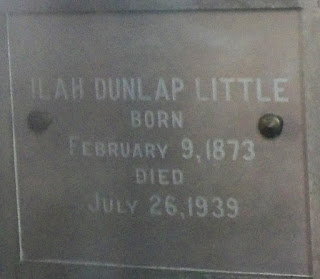 ILAH DUNLAP LITTLE
BORN
FEBRUARY 9, 1873
DIED
JULY 26, 1939